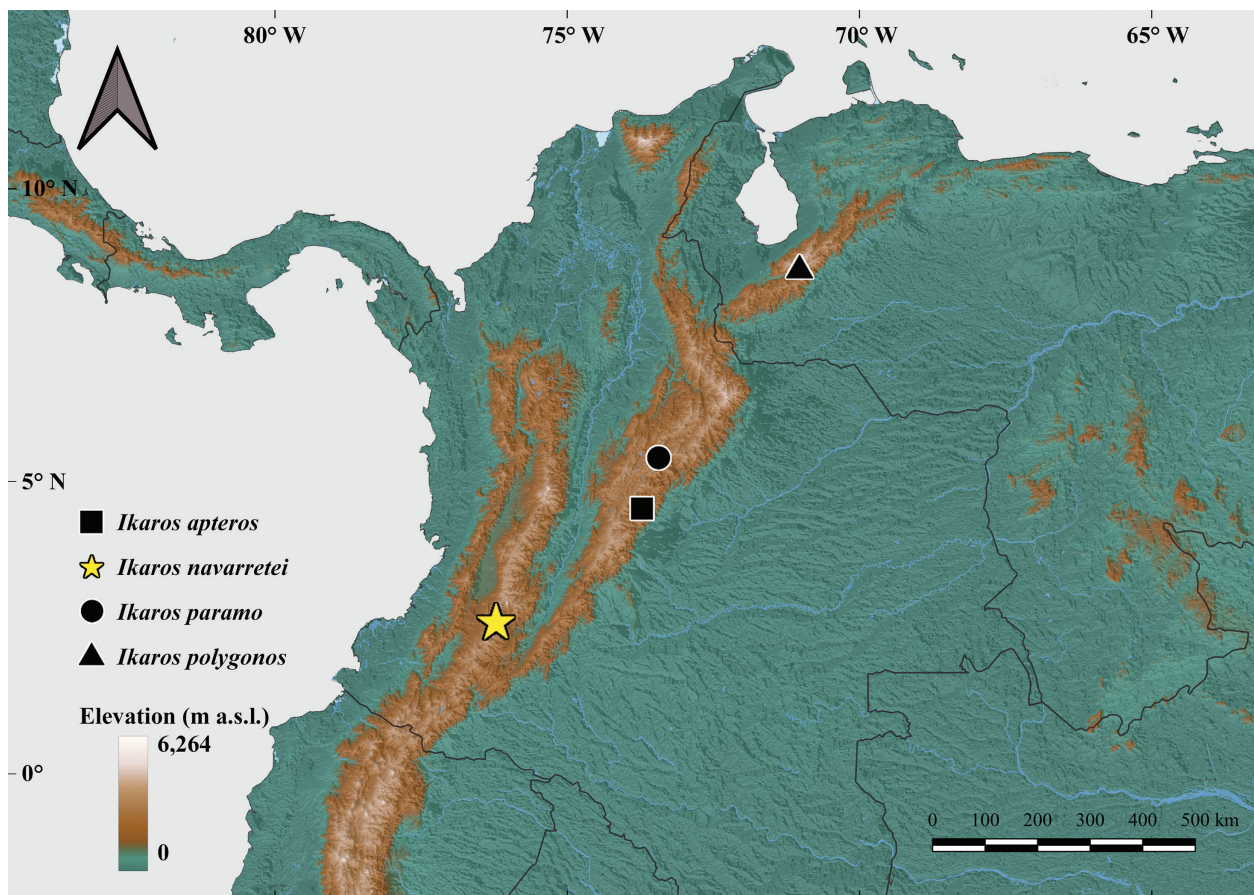 80° W 75° W 70° W 65° W
10° N
5° N
Ikaros apteros
Ikaros navarretei
Ikaros paramo
Ikaros polygonos
Elevation (m a.s.l.)
6,264
0
0°
0 100 200 300 400 500 km